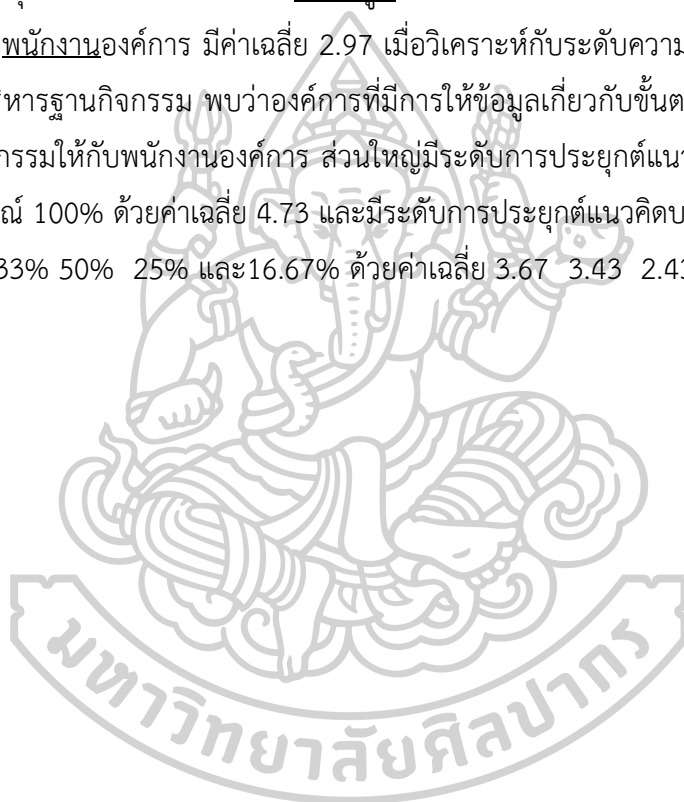 พนักงานองค์การ มีค่าเฉลี่ย 2.97 เมื่อวิเคราะห์กับระดับความ
หารฐานกิจกรรม พบว่าองค์การที่มีการให้ข้อมูลเกี่ยวกับขั้นต
กรรมให้กับพนักงานองค์การ ส่วนใหญ่มีระดับการประยุกต์แนว
ณ์ 100% ด้วยค่าเฉลี่ย 4.73 และมีระดับการประยุกต์แนวคิดบ
33% 50% 25% และ16.67% ด้วยค่าเฉลี่ย 3.67 3.43 2.43
มหาวิทยาลัยศิลปากร